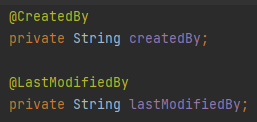 @CreatedBy
private String createdBy;
@LastModifiedBy
private String lastModifiedBy;